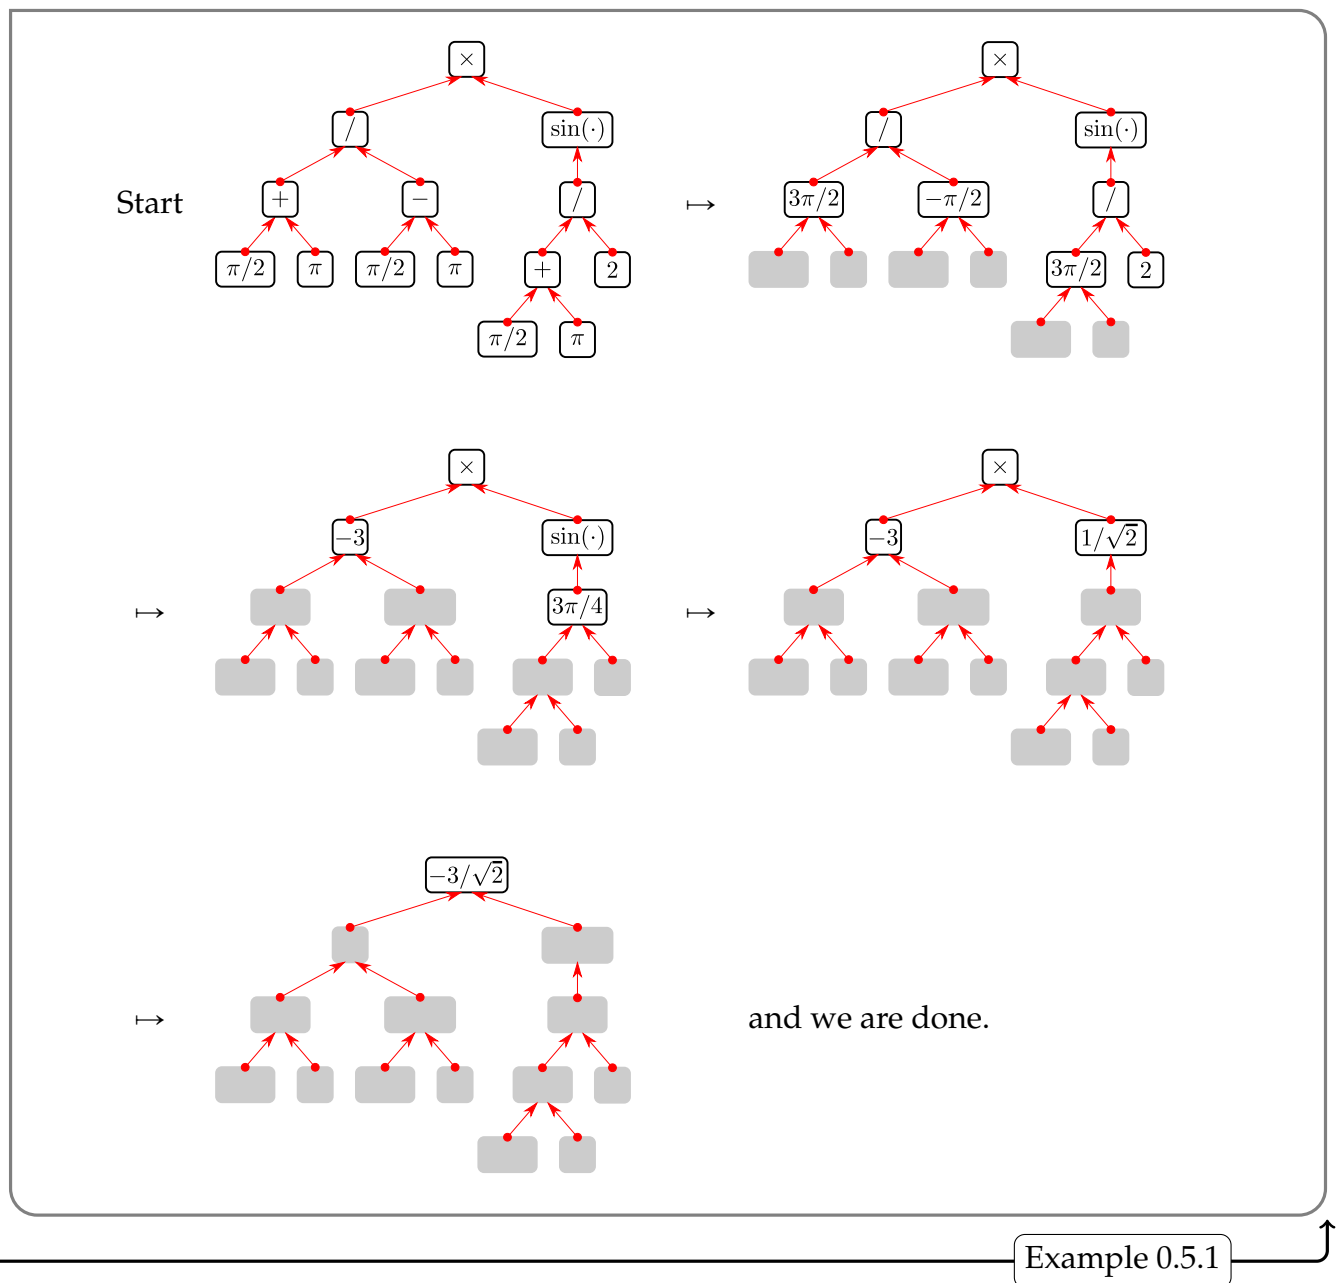 × ×
/ sin(·) / sin(·)
Start + − / ↦ 3π/2 −π/2 /
π/2 π π/2 π + 2 3π/2 2
π/2 π
× ×
−3 sin(·) −3 1/√2
↦ 3π/4 ↦
−3/√2
↦ and we are done.
Example 0.5.1